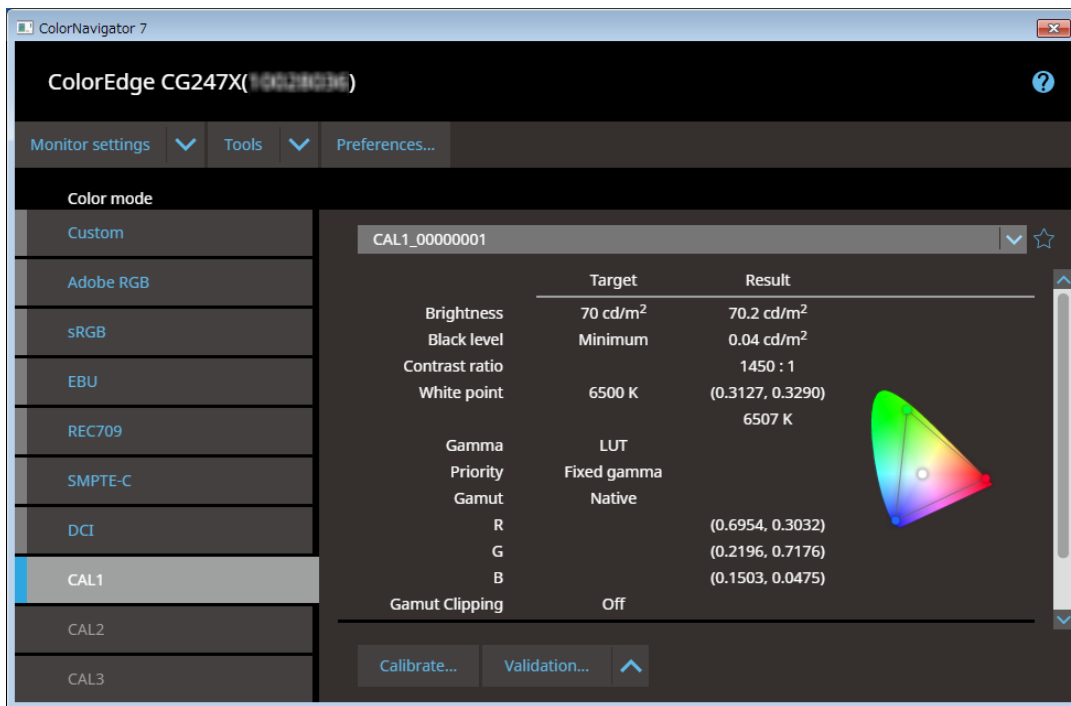 ColorNavigator 7
ColorEdge CG247X( )
Monitor settings Tools Preferences...
Color mode
Custom
Adobe RGB
sRGB
EBU
REC709
SMPTE-C
DCI
CAL1
CAL2
CAL3
CAL1_00000001
Target Result
Brightness 70 cd/m² 70.2 cd/m²
Black level Minimum 0.04 cd/m²
Contrast ratio 1450 : 1
White point 6500 K (0.3127, 0.3290)
6507 K
Gamma LUT
Priority Fixed gamma
Gamut Native
R (0.6954, 0.3032)
G (0.2196, 0.7176)
B (0.1503, 0.0475)
Gamut Clipping Off
Calibrate... Validation...